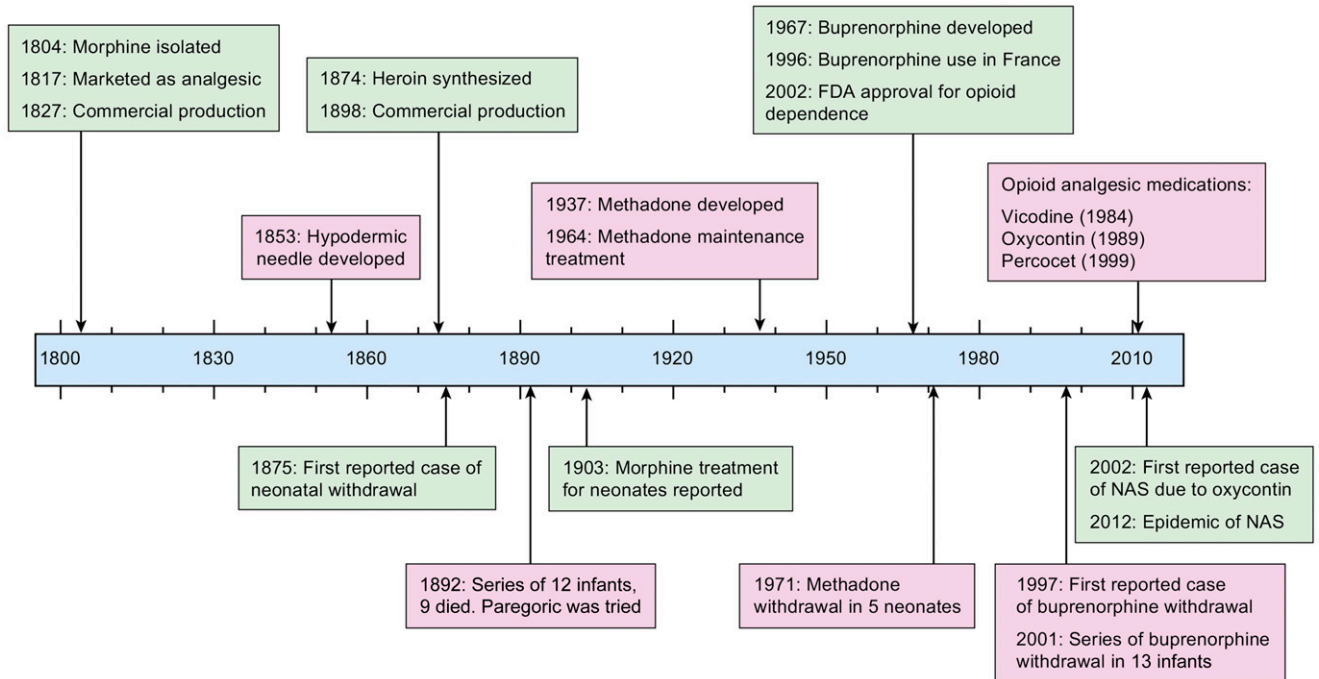 1804: Morphine isolated
1817: Marketed as analgesic
1827: Commercial production
1874: Heroin synthesized
1898: Commercial production
1967: Buprenorphine developed
1996: Buprenorphine use in France
2002: FDA approval for opioid
dependence
1853: Hypodermic
needle developed
1937: Methadone developed
1964: Methadone maintenance
treatment
Opioid analgesic medications:
Vicodine (1984)
Oxycontin (1989)
Percocet (1999)
1800
1830
1860
1890
1920
1950
1980
2010
1875: First reported case of
neonatal withdrawal
1903: Morphine treatment
for neonates reported
2002: First reported case
of NAS due to oxycontin
2012: Epidemic of NAS
1892: Series of 12 infants,
9 died. Paregoric was tried
1971: Methadone
withdrawal in 5 neonates
1997: First reported case
of buprenorphine withdrawal
2001: Series of buprenorphine
withdrawal in 13 infants